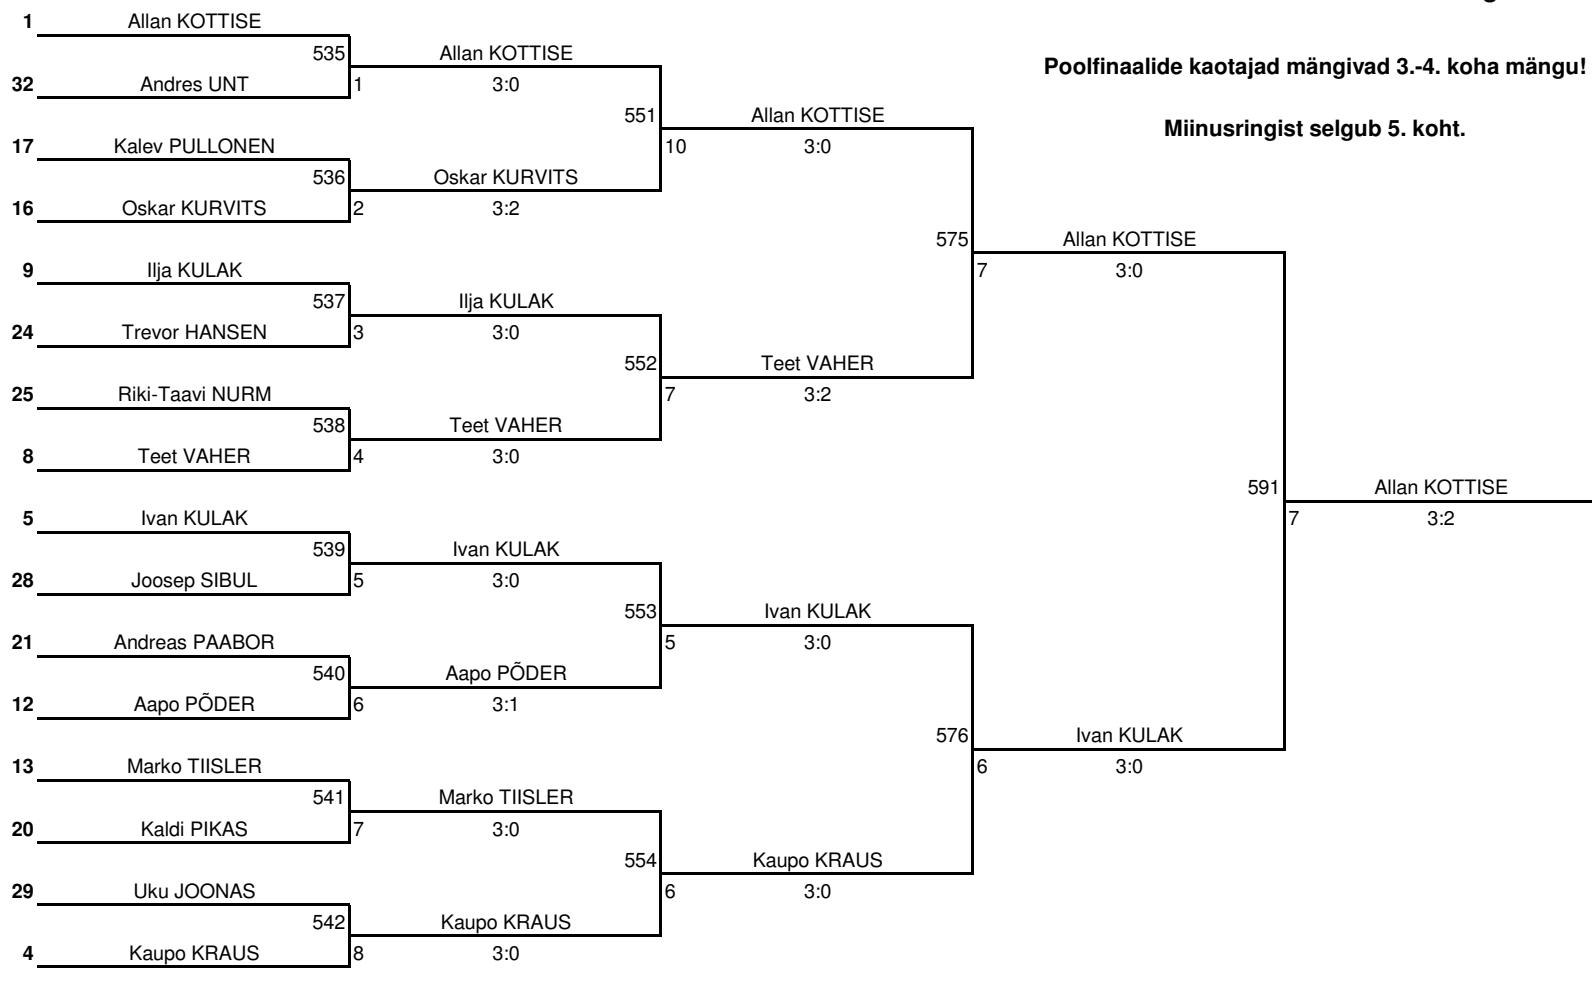 g
1 Allan KOTTISE
535 Allan KOTTISE
Poolfinaalide kaotajad mängivad 3.-4. koha mängu!
32 Andres UNT 1 3:0
551 Allan KOTTISE
Miinusringist selgub 5. koht.
17 Kalev PULLONEN 10 3:0
536 Oskar KURVITS
16 Oskar KURVITS 2 3:2
575 Allan KOTTISE
9 Ilja KULAK 7 3:0
537 Ilja KULAK
24 Trevor HANSEN 3 3:0
552 Teet VAHER
25 Riki-Taavi NURM 7 3:2
538 Teet VAHER
8 Teet VAHER 4 3:0
591 Allan KOTTISE
5 Ivan KULAK 7 3:2
539 Ivan KULAK
28 Joosep SIBUL 5 3:0
553 Ivan KULAK
21 Andreas PAABOR 5 3:0
540 Aapo PÕDER
12 Aapo PÕDER 6 3:1
576 Ivan KULAK
13 Marko TIISLER 6 3:0
541 Marko TIISLER
20 Kaldi PIKAS 7 3:0
554 Kaupo KRAUS
29 Uku JOONAS 6 3:0
542 Kaupo KRAUS
4 Kaupo KRAUS 8 3:0